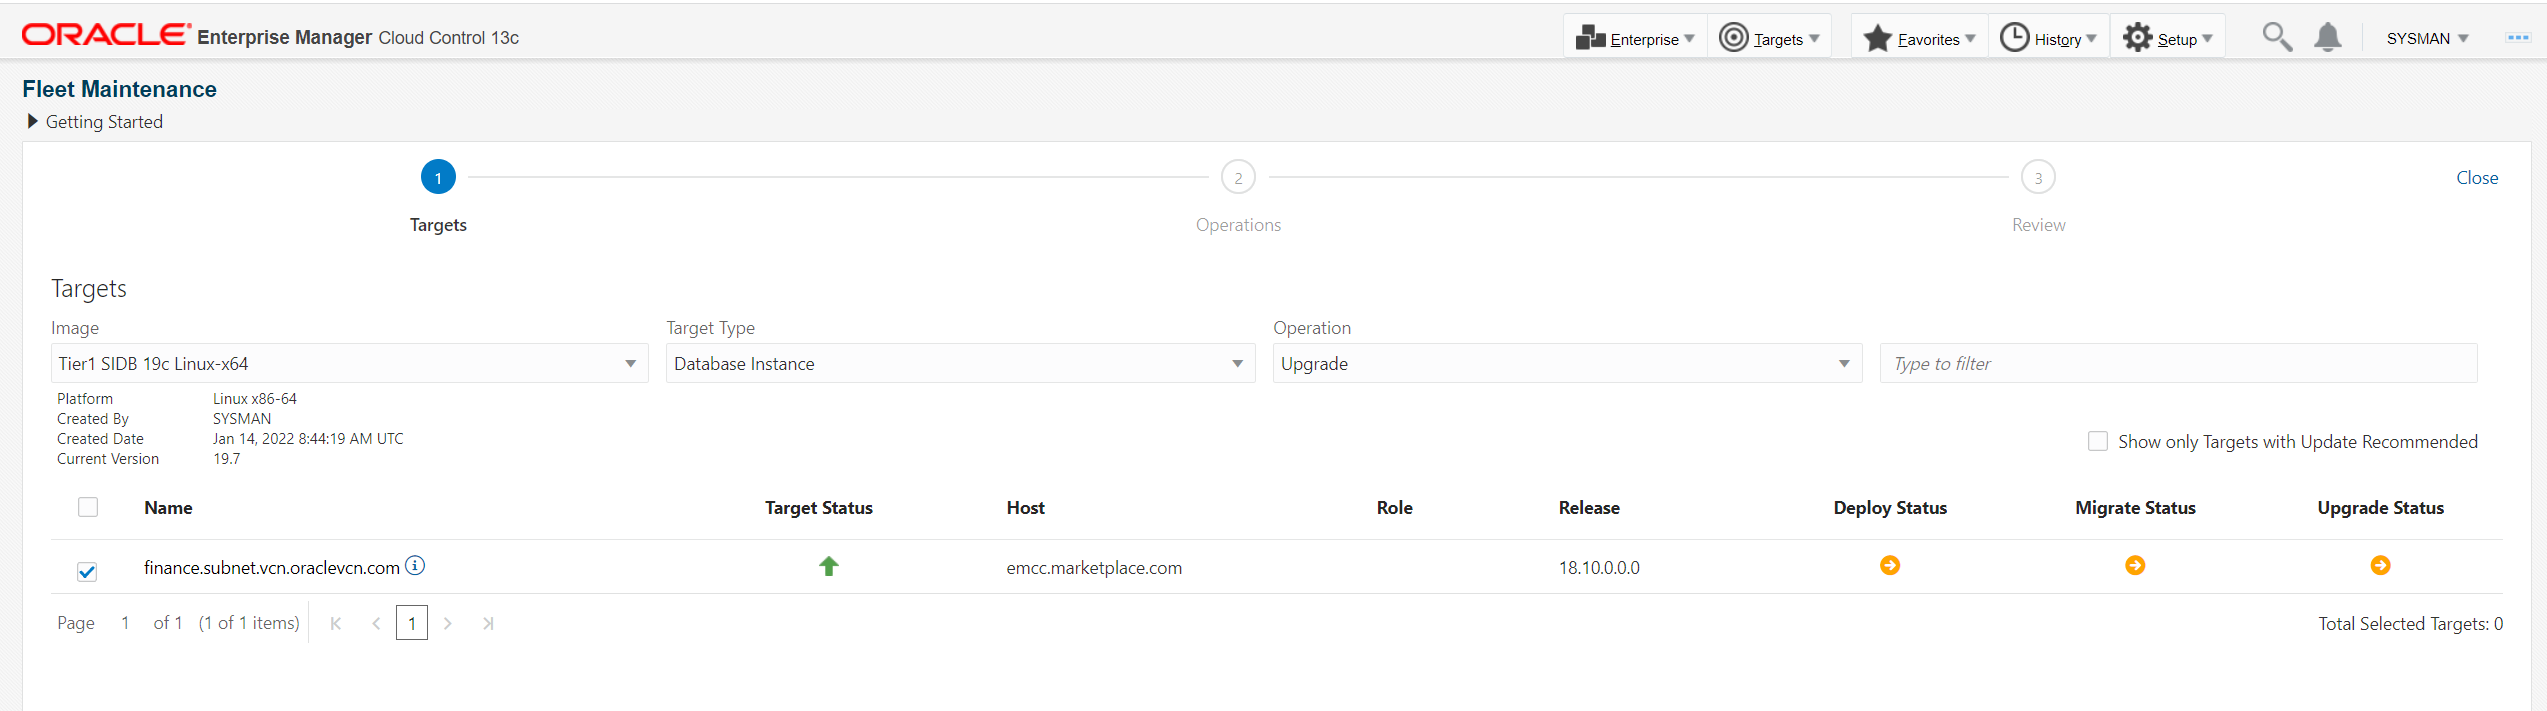 ORACLE Enterprise Manager Cloud Control 13c Enterprise Targets Favorites History Setup SYSMAN
Fleet Maintenance
Getting Started
1 2 3 Close
Targets Operations Review
Targets
Image Target Type Operation
Tier1 SIDB 19c Linux-x64 Database Instance Upgrade Type to filter
Platform Linux x86-64
Created By SYSMAN
Created Date Jan 14, 2022 8:44:19 AM UTC
Show only Targets with Update Recommended
Current Version 19.7
Name Target Status Host Role Release Deploy Status Migrate Status Upgrade Status
finance.subnet.vcn.oraclevcn.com emcc.marketplace.com 18.10.0.0.0
Page 1 of 1 (1 of 1 items) 1 Total Selected Targets: 0